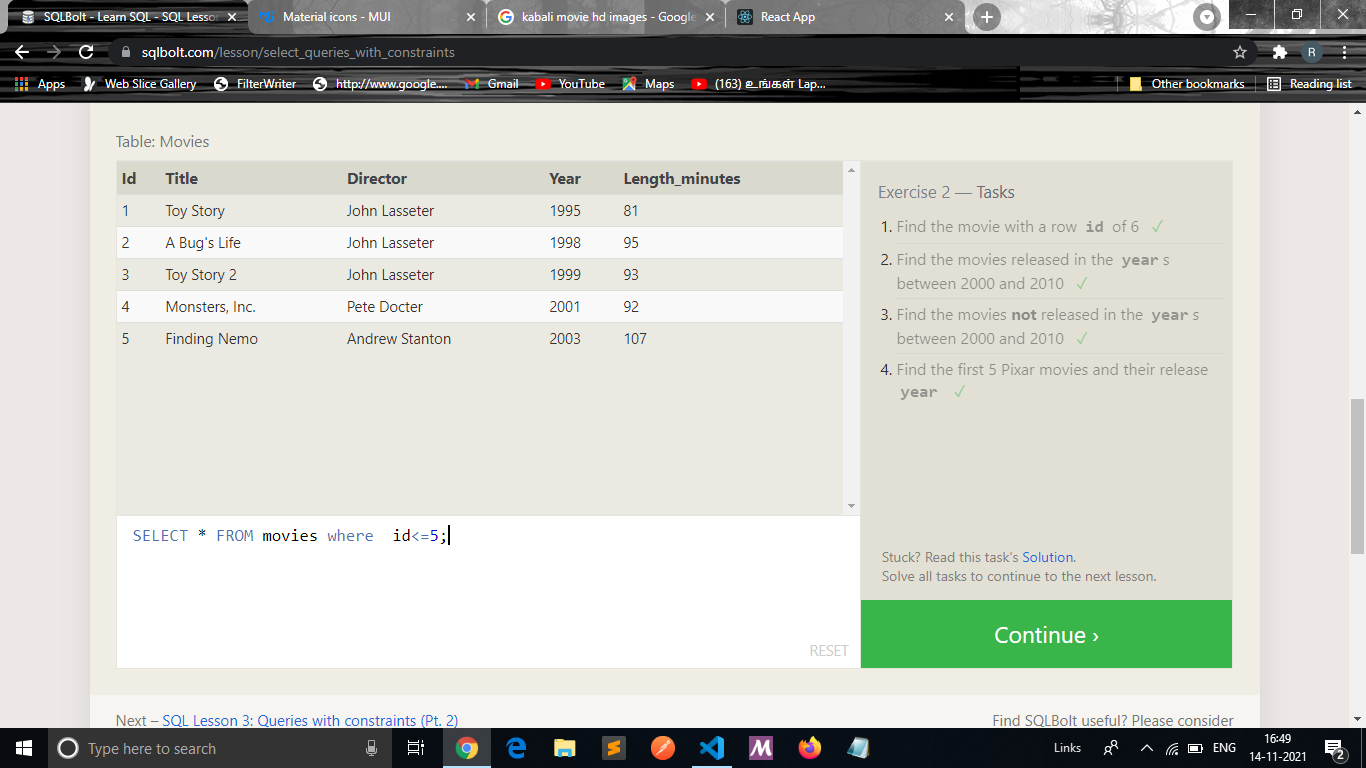 SQLBolt - Learn SQL - SQL Lesso
Material icons - MUI
kabali movie hd images - Google
React App
sqlbolt.com/lesson/select_queries_with_constraints
R
Apps
Web Slice Gallery
FilterWriter
http://www.google....
Gmail
YouTube
Maps
(163) உங்கள் Lap...
Other bookmarks
Reading list
Table: Movies
Id Title Director Year Length_minutes
1 Toy Story John Lasseter 1995 81
2 A Bug's Life John Lasseter 1998 95
3 Toy Story 2 John Lasseter 1999 93
4 Monsters, Inc. Pete Docter 2001 92
5 Finding Nemo Andrew Stanton 2003 107
SELECT * FROM movies where  id<=5;
RESET
Exercise 2 — Tasks
1. Find the movie with a row id of 6 ✓
2. Find the movies released in the year s
between 2000 and 2010 ✓
3. Find the movies not released in the year s
between 2000 and 2010 ✓
4. Find the first 5 Pixar movies and their release
year ✓
Stuck? Read this task's Solution.
Solve all tasks to continue to the next lesson.
Continue ›
Next – SQL Lesson 3: Queries with constraints (Pt. 2)
Find SQLBolt useful? Please consider
Type here to search
Links
ENG
16:49
14-11-2021
2